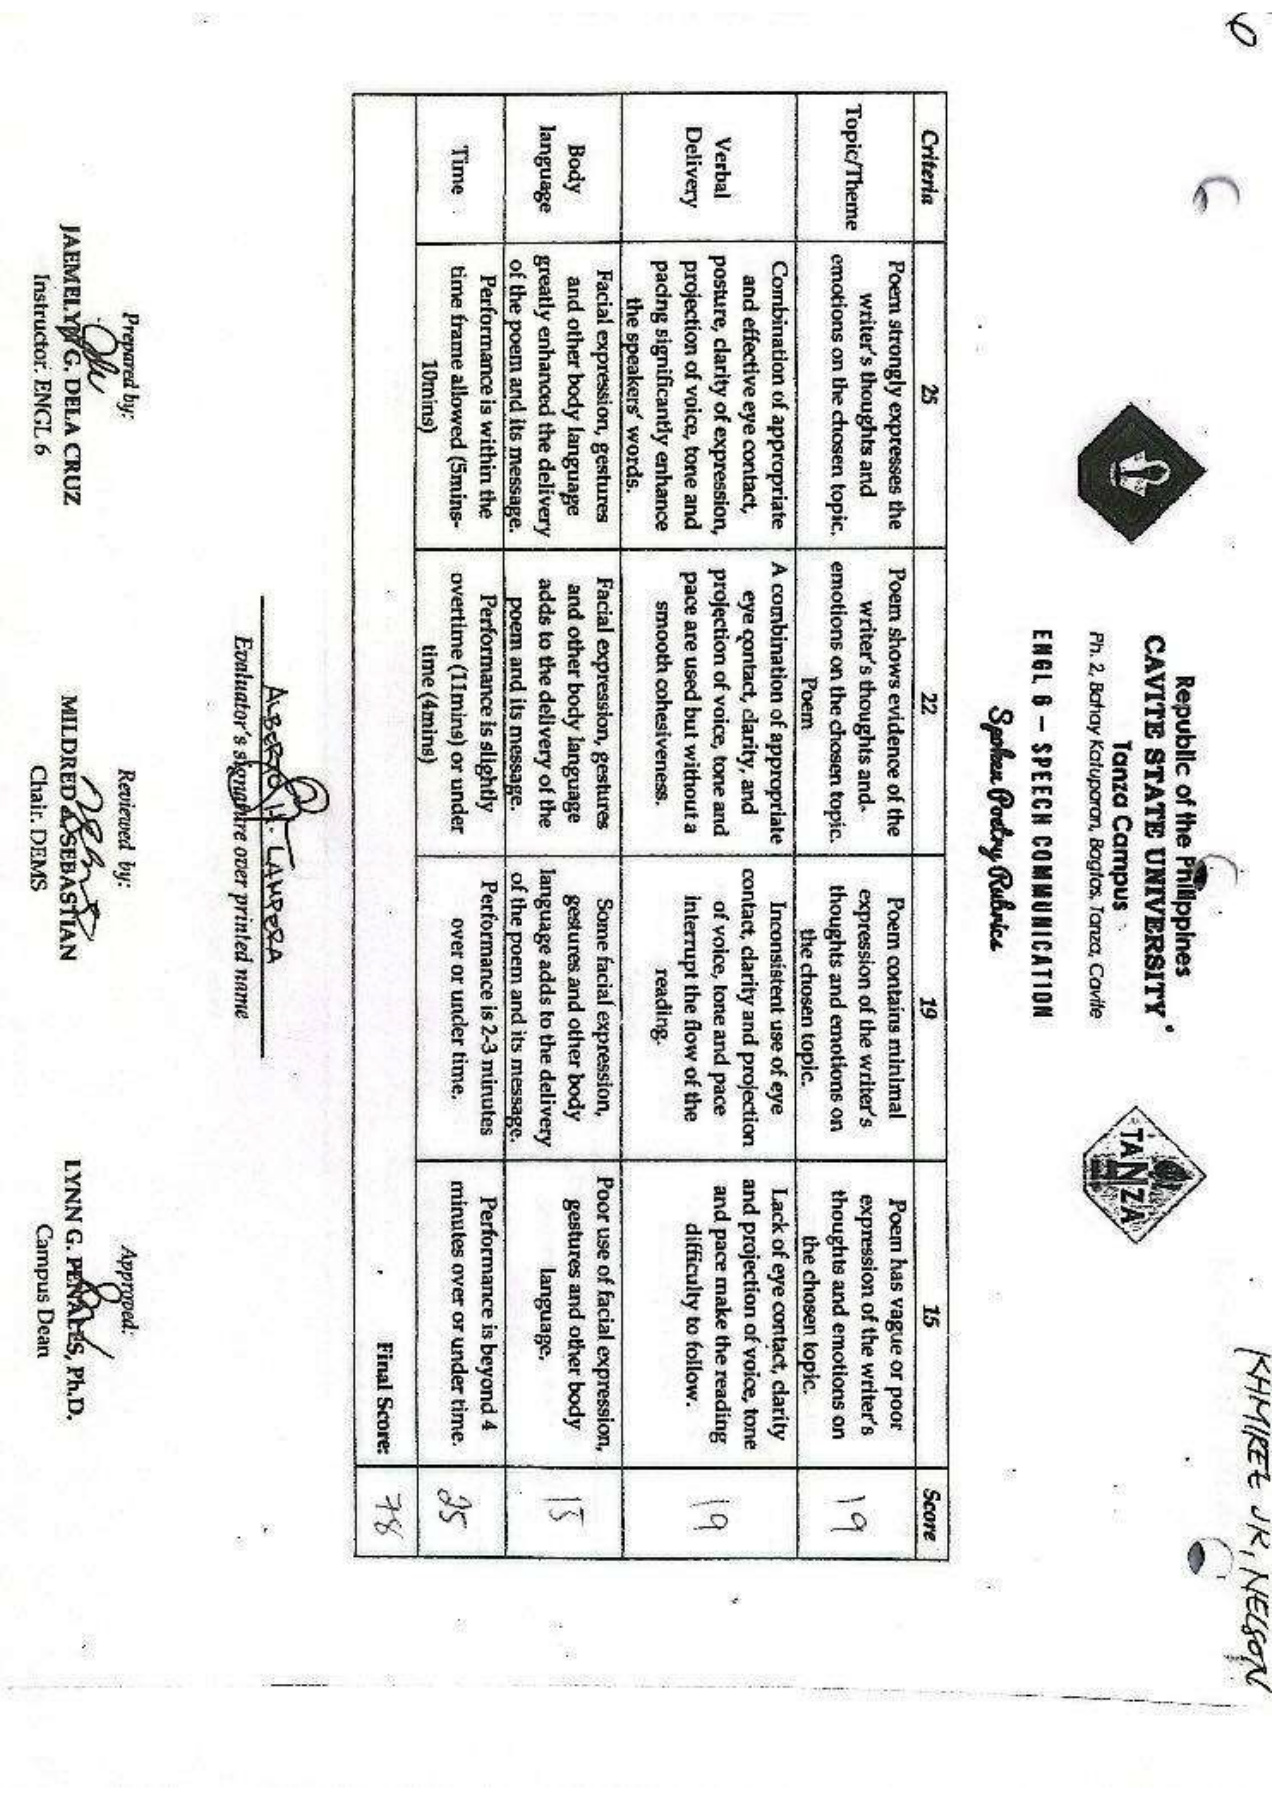 6
KHMIREZ JR, NELSON
Republic of the Philippines
CAVITE STATE UNIVERSITY
Tanza Campus
Ph. 2, Bahay Katuparan, Bagtas, Tanza, Cavite
TANZA
ENGL 6 – SPEECH COMMUNICATION
Spoken Poetry Rubrics
Criteria 25 22 19 15 Score
Topic/Theme
Poem strongly expresses the
writer's thoughts and
emotions on the chosen topic.
Poem shows evidence of the
writer's thoughts and
emotions on the chosen topic.
Poem
Poem contains minimal
expression of the writer's
thoughts and emotions on
the chosen topic.
Poem has vague or poor
expression of the writer's
thoughts and emotions on
the chosen topic.
19
Verbal
Delivery
Combination of appropriate
and effective eye contact,
posture, clarity of expression,
projection of voice, tone and
pacing significantly enhance
the speakers' words.
A combination of appropriate
eye contact, clarity, and
projection of voice, tone and
pace are used but without a
smooth cohesiveness.
Inconsistent use of eye
contact, clarity and projection
of voice, tone and pace
interrupt the flow of the
reading.
Lack of eye contact, clarity
and projection of voice, tone
and pace make the reading
difficulty to follow.
19
Body
language
Facial expression, gestures
and other body language
greatly enhanced the delivery
of the poem and its message.
Facial expression, gestures
and other body language
adds to the delivery of the
poem and its message.
Some facial expression,
gestures and other body
language adds to the delivery
of the poem and its message.
Poor use of facial expression,
gestures and other body
language.
15
Time
Performance is within the
time frame allowed (5mins-
10mins)
Performance is slightly
overtime (11mins) or under
time (4mins)
Performance is 2-3 minutes
over or under time.
Performance is beyond 4
minutes over or under time.
25
Final Score: 78
ALBERTO H. LANDERA
Evaluator's signature over printed name
Prepared by:
JAEMELYN G. DELA CRUZ
Instructor. ENGL 6
Reviewed by:
MILDRED A. SEBASTIAN
Chair. DEMS
Approved:
LYNN G. PENALES, Ph.D.
Campus Dean